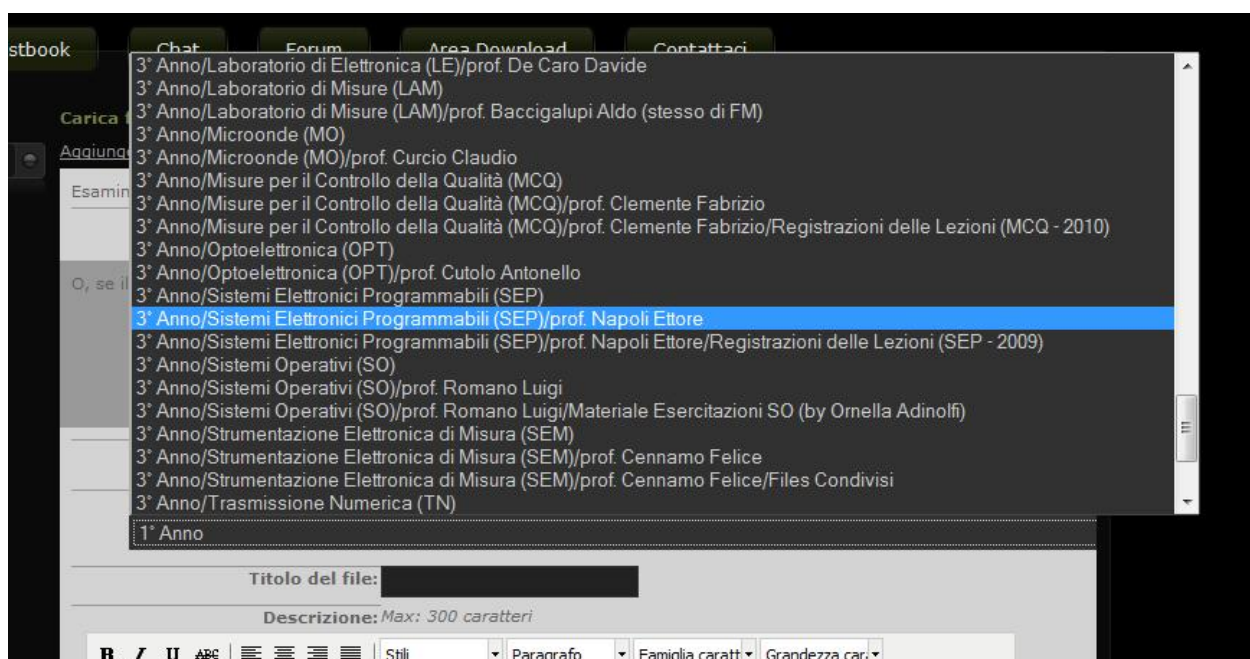 stbook Chat Forum Area Download Contattaci
3° Anno/Laboratorio di Elettronica (LE)/prof. De Caro Davide
3° Anno/Laboratorio di Misure (LAM)
Carica f
3° Anno/Laboratorio di Misure (LAM)/prof. Baccigalupi Aldo (stesso di FM)
3° Anno/Microonde (MO)
Aggiung
3° Anno/Microonde (MO)/prof. Curcio Claudio
3° Anno/Misure per il Controllo della Qualità (MCQ)
Esamin
3° Anno/Misure per il Controllo della Qualità (MCQ)/prof. Clemente Fabrizio
3° Anno/Misure per il Controllo della Qualità (MCQ)/prof. Clemente Fabrizio/Registrazioni delle Lezioni (MCQ - 2010)
3° Anno/Optoelettronica (OPT)
3° Anno/Optoelettronica (OPT)/prof. Cutolo Antonello
O, se il
3° Anno/Sistemi Elettronici Programmabili (SEP)
3° Anno/Sistemi Elettronici Programmabili (SEP)/prof. Napoli Ettore
3° Anno/Sistemi Elettronici Programmabili (SEP)/prof. Napoli Ettore/Registrazioni delle Lezioni (SEP - 2009)
3° Anno/Sistemi Operativi (SO)
3° Anno/Sistemi Operativi (SO)/prof. Romano Luigi
3° Anno/Sistemi Operativi (SO)/prof. Romano Luigi/Materiale Esercitazioni SO (by Ornella Adinolfi)
3° Anno/Strumentazione Elettronica di Misura (SEM)
3° Anno/Strumentazione Elettronica di Misura (SEM)/prof. Cennamo Felice
3° Anno/Strumentazione Elettronica di Misura (SEM)/prof. Cennamo Felice/Files Condivisi
3° Anno/Trasmissione Numerica (TN)
1° Anno
Titolo del file:
Descrizione: Max: 300 caratteri
B I U ABC Stili Paragrafo Famiglia caratt Grandezza car